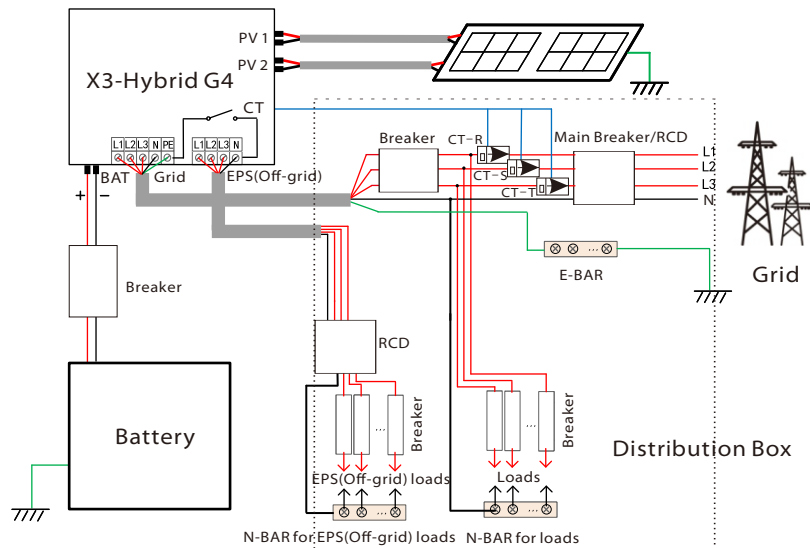 PV 1
X3-Hybrid G4
PV 2
CT
L1 L2 L3 N PE
L1 L2 L3 N
BAT
Grid
EPS(Off-grid)
+
−
Breaker
CT-R
CT-S
CT-T
Main Breaker/RCD
L1
L2
L3
N
Grid
E-BAR
Breaker
RCD
Battery
...
Breaker
...
Breaker
Distribution Box
EPS(Off-grid) loads
Loads
...
...
N-BAR for EPS(Off-grid) loads
N-BAR for loads